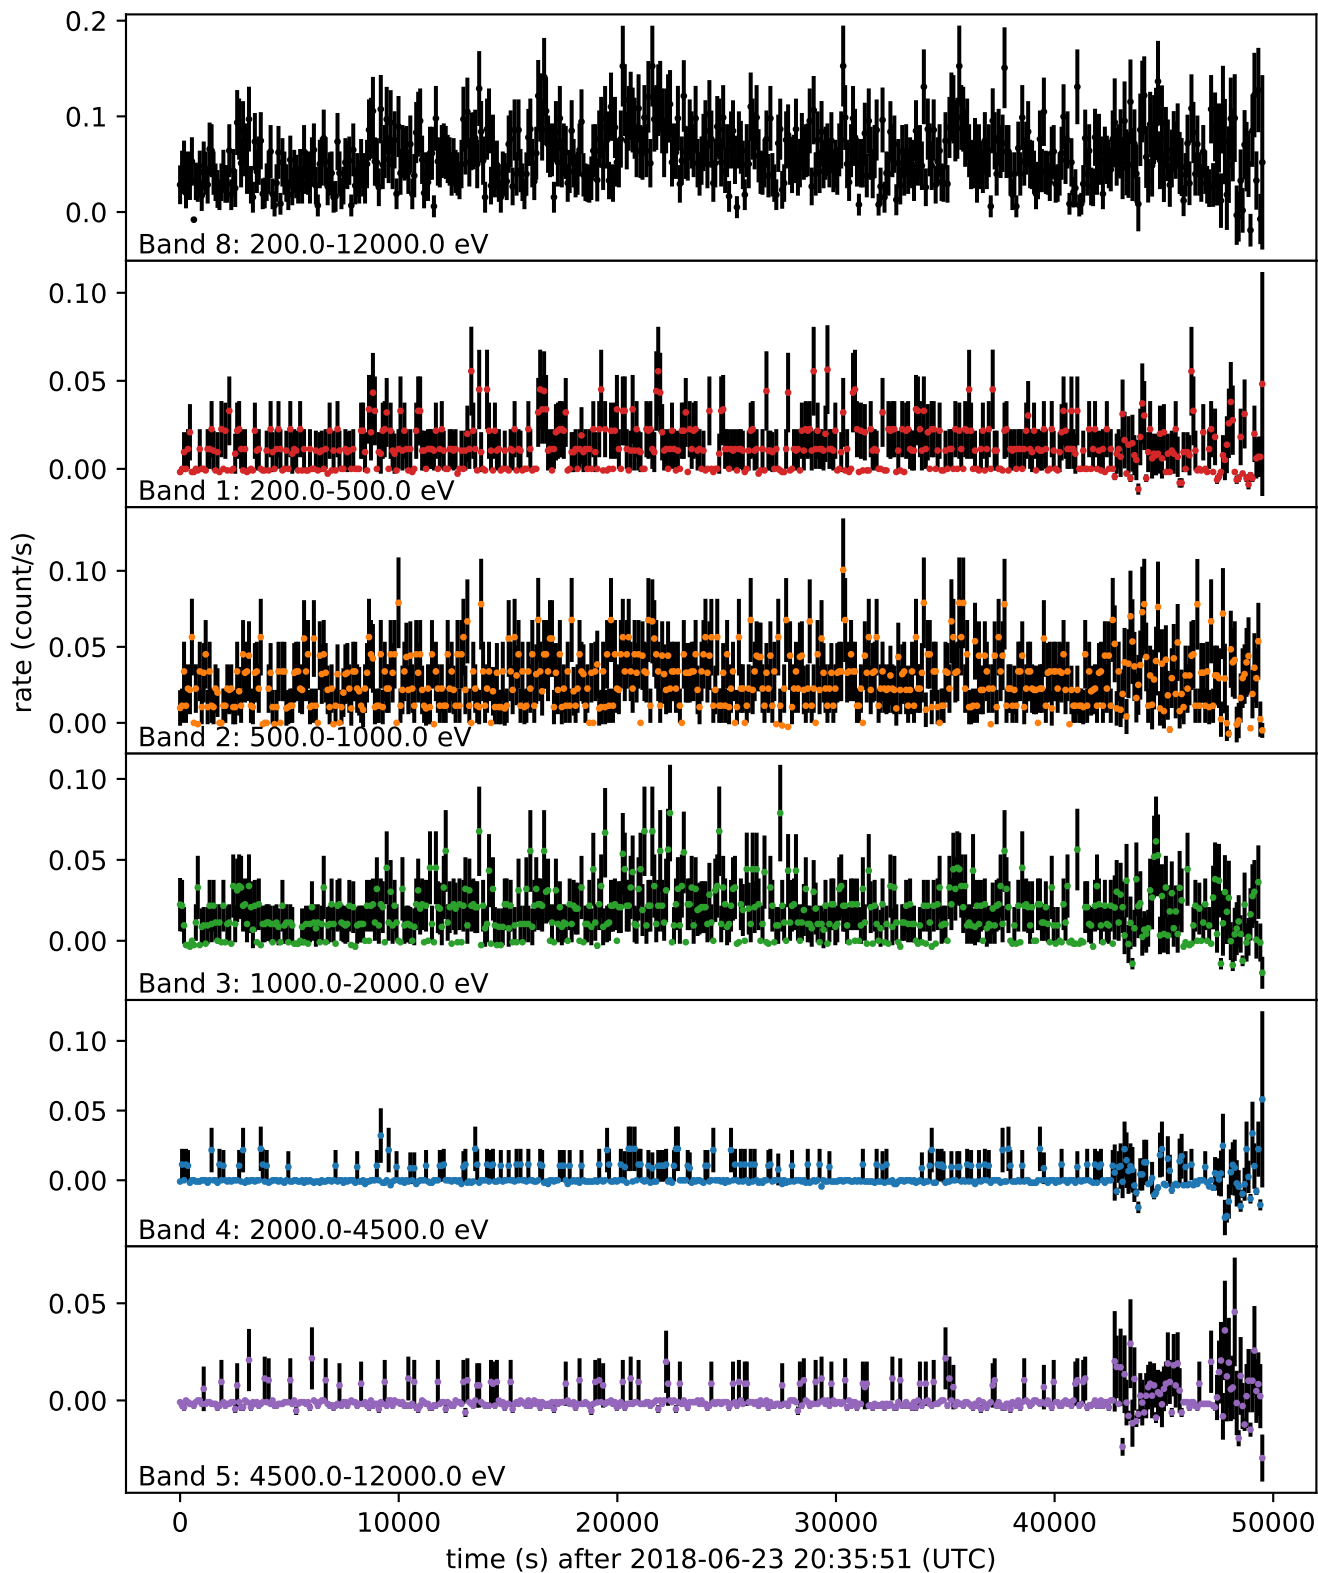 0.2
0.1
0.0
Band 8: 200.0-12000.0 eV
0.10
0.05
0.00
Band 1: 200.0-500.0 eV
rate (count/s)
0.10
0.05
0.00
Band 2: 500.0-1000.0 eV
0.10
0.05
0.00
Band 3: 1000.0-2000.0 eV
0.10
0.05
0.00
Band 4: 2000.0-4500.0 eV
0.05
0.00
Band 5: 4500.0-12000.0 eV
0 10000 20000 30000 40000 50000
time (s) after 2018-06-23 20:35:51 (UTC)